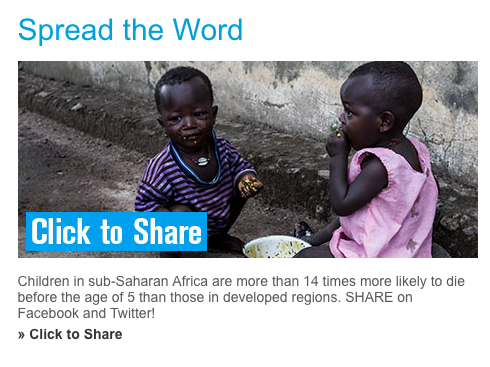 Spread the Word
Click to Share
Children in sub-Saharan Africa are more than 14 times more likely to die
before the age of 5 than those in developed regions. SHARE on
Facebook and Twitter!
» Click to Share